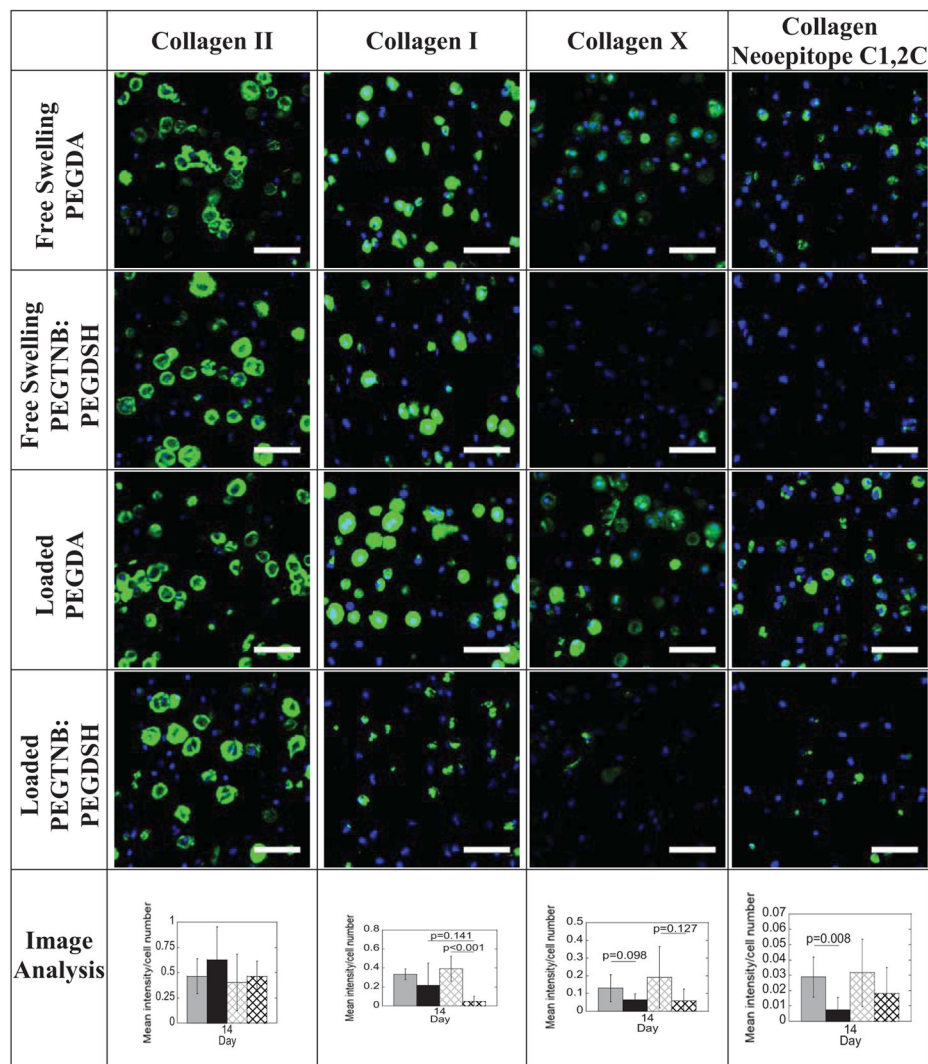 Collagen II
Collagen I
Collagen X
Collagen
Neoepitope C1,2C
Free Swelling
PEGDA
Free Swelling
PEGTNB:
PEGDSH
Loaded
PEGDA
Loaded
PEGTNB:
PEGDSH
Image
Analysis
Mean intensity/cell number
1
0.75
0.5
0.25
0
14
Day
Mean intensity/cell number
0.8
0.6
0.4
0.2
0
p=0.141
p<0.001
14
Day
Mean intensity/cell number
0.5
0.4
0.3
0.2
0.1
0
p=0.127
p=0.098
14
Day
Mean intensity/cell number
0.07
0.06
0.05
0.04
0.03
0.02
0.01
0
p=0.008
14
Day